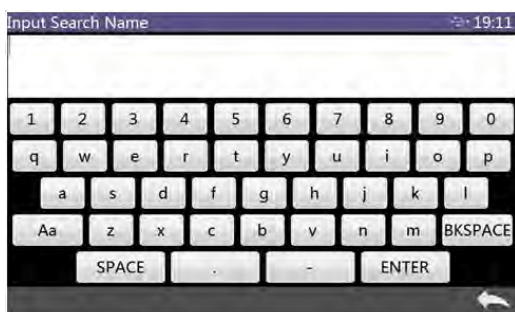 Input Search Name 19:11
1 2 3 4 5 6 7 8 9 0
q w e r t y u i o p
a s d f g h j k l
Aa z x c b v n m BKSPACE
SPACE . - ENTER